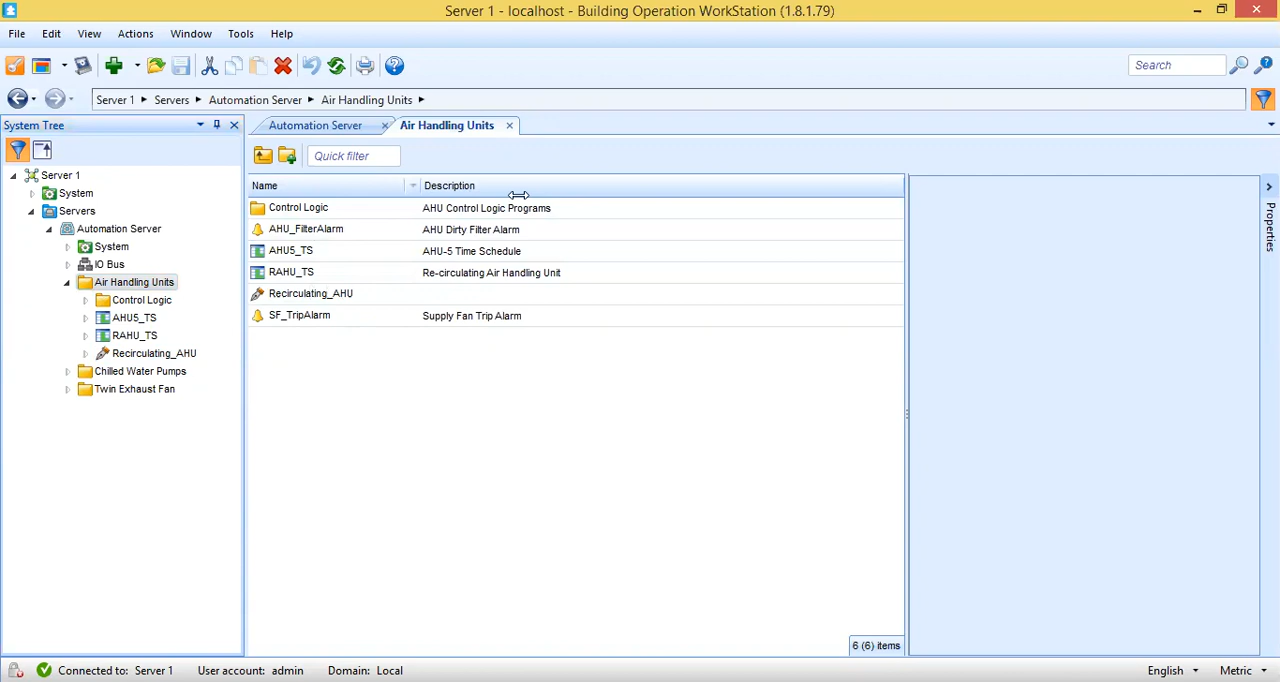 Server 1 - localhost - Building Operation WorkStation (1.8.1.79)
File Edit View Actions Window Tools Help
Search
Server 1 Servers Automation Server Air Handling Units
System Tree
Automation Server Air Handling Units
Quick filter
Server 1
System
Servers
Automation Server
System
IO Bus
Air Handling Units
Control Logic
AHU5_TS
RAHU_TS
Recirculating_AHU
Chilled Water Pumps
Twin Exhaust Fan
Name Description
Control Logic AHU Control Logic Programs
AHU_FilterAlarm AHU Dirty Filter Alarm
AHU5_TS AHU-5 Time Schedule
RAHU_TS Re-circulating Air Handling Unit
Recirculating_AHU
SF_TripAlarm Supply Fan Trip Alarm
6 (6) items
Properties
Connected to: Server 1 User account: admin Domain: Local English Metric